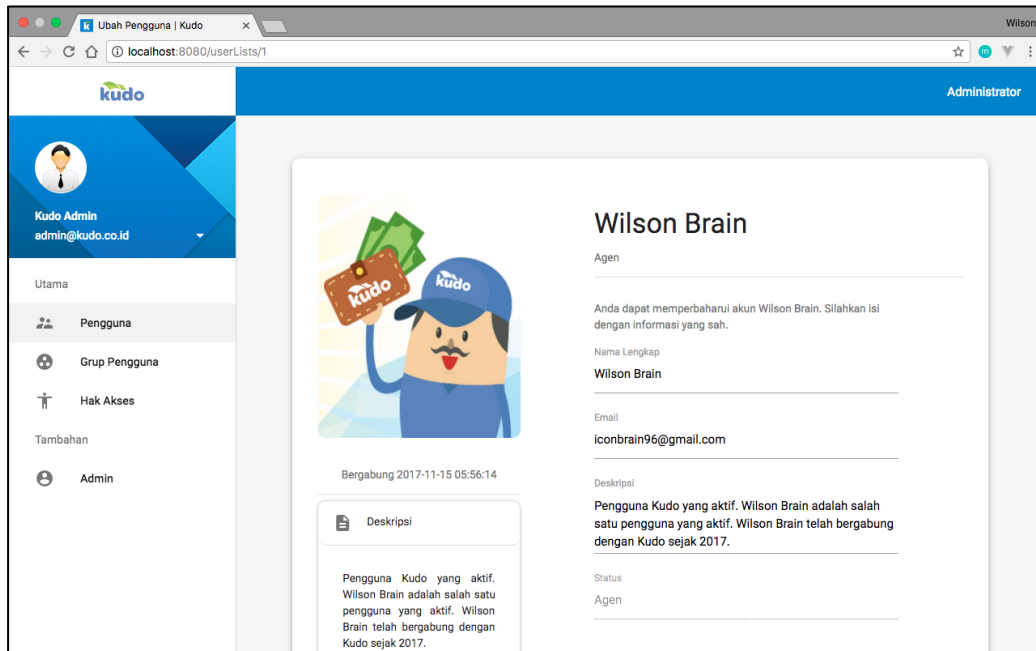 Ubah Pengguna | Kudo
Wilson
localhost:8080/userLists/1
kudo
Administrator
Kudo Admin
admin@kudo.co.id
Utama
Pengguna
Grup Pengguna
Hak Akses
Tambahan
Admin
kudo
kudo
Bergabung 2017-11-15 05:56:14
Deskripsi
Pengguna Kudo yang aktif.
Wilson Brain adalah salah satu
pengguna yang aktif. Wilson
Brain telah bergabung dengan
Kudo sejak 2017.
Wilson Brain
Agen
Anda dapat memperbaharui akun Wilson Brain. Silahkan isi
dengan informasi yang sah.
Nama Lengkap
Wilson Brain
Email
iconbrain96@gmail.com
Deskripsi
Pengguna Kudo yang aktif. Wilson Brain adalah salah
satu pengguna yang aktif. Wilson Brain telah bergabung
dengan Kudo sejak 2017.
Status
Agen